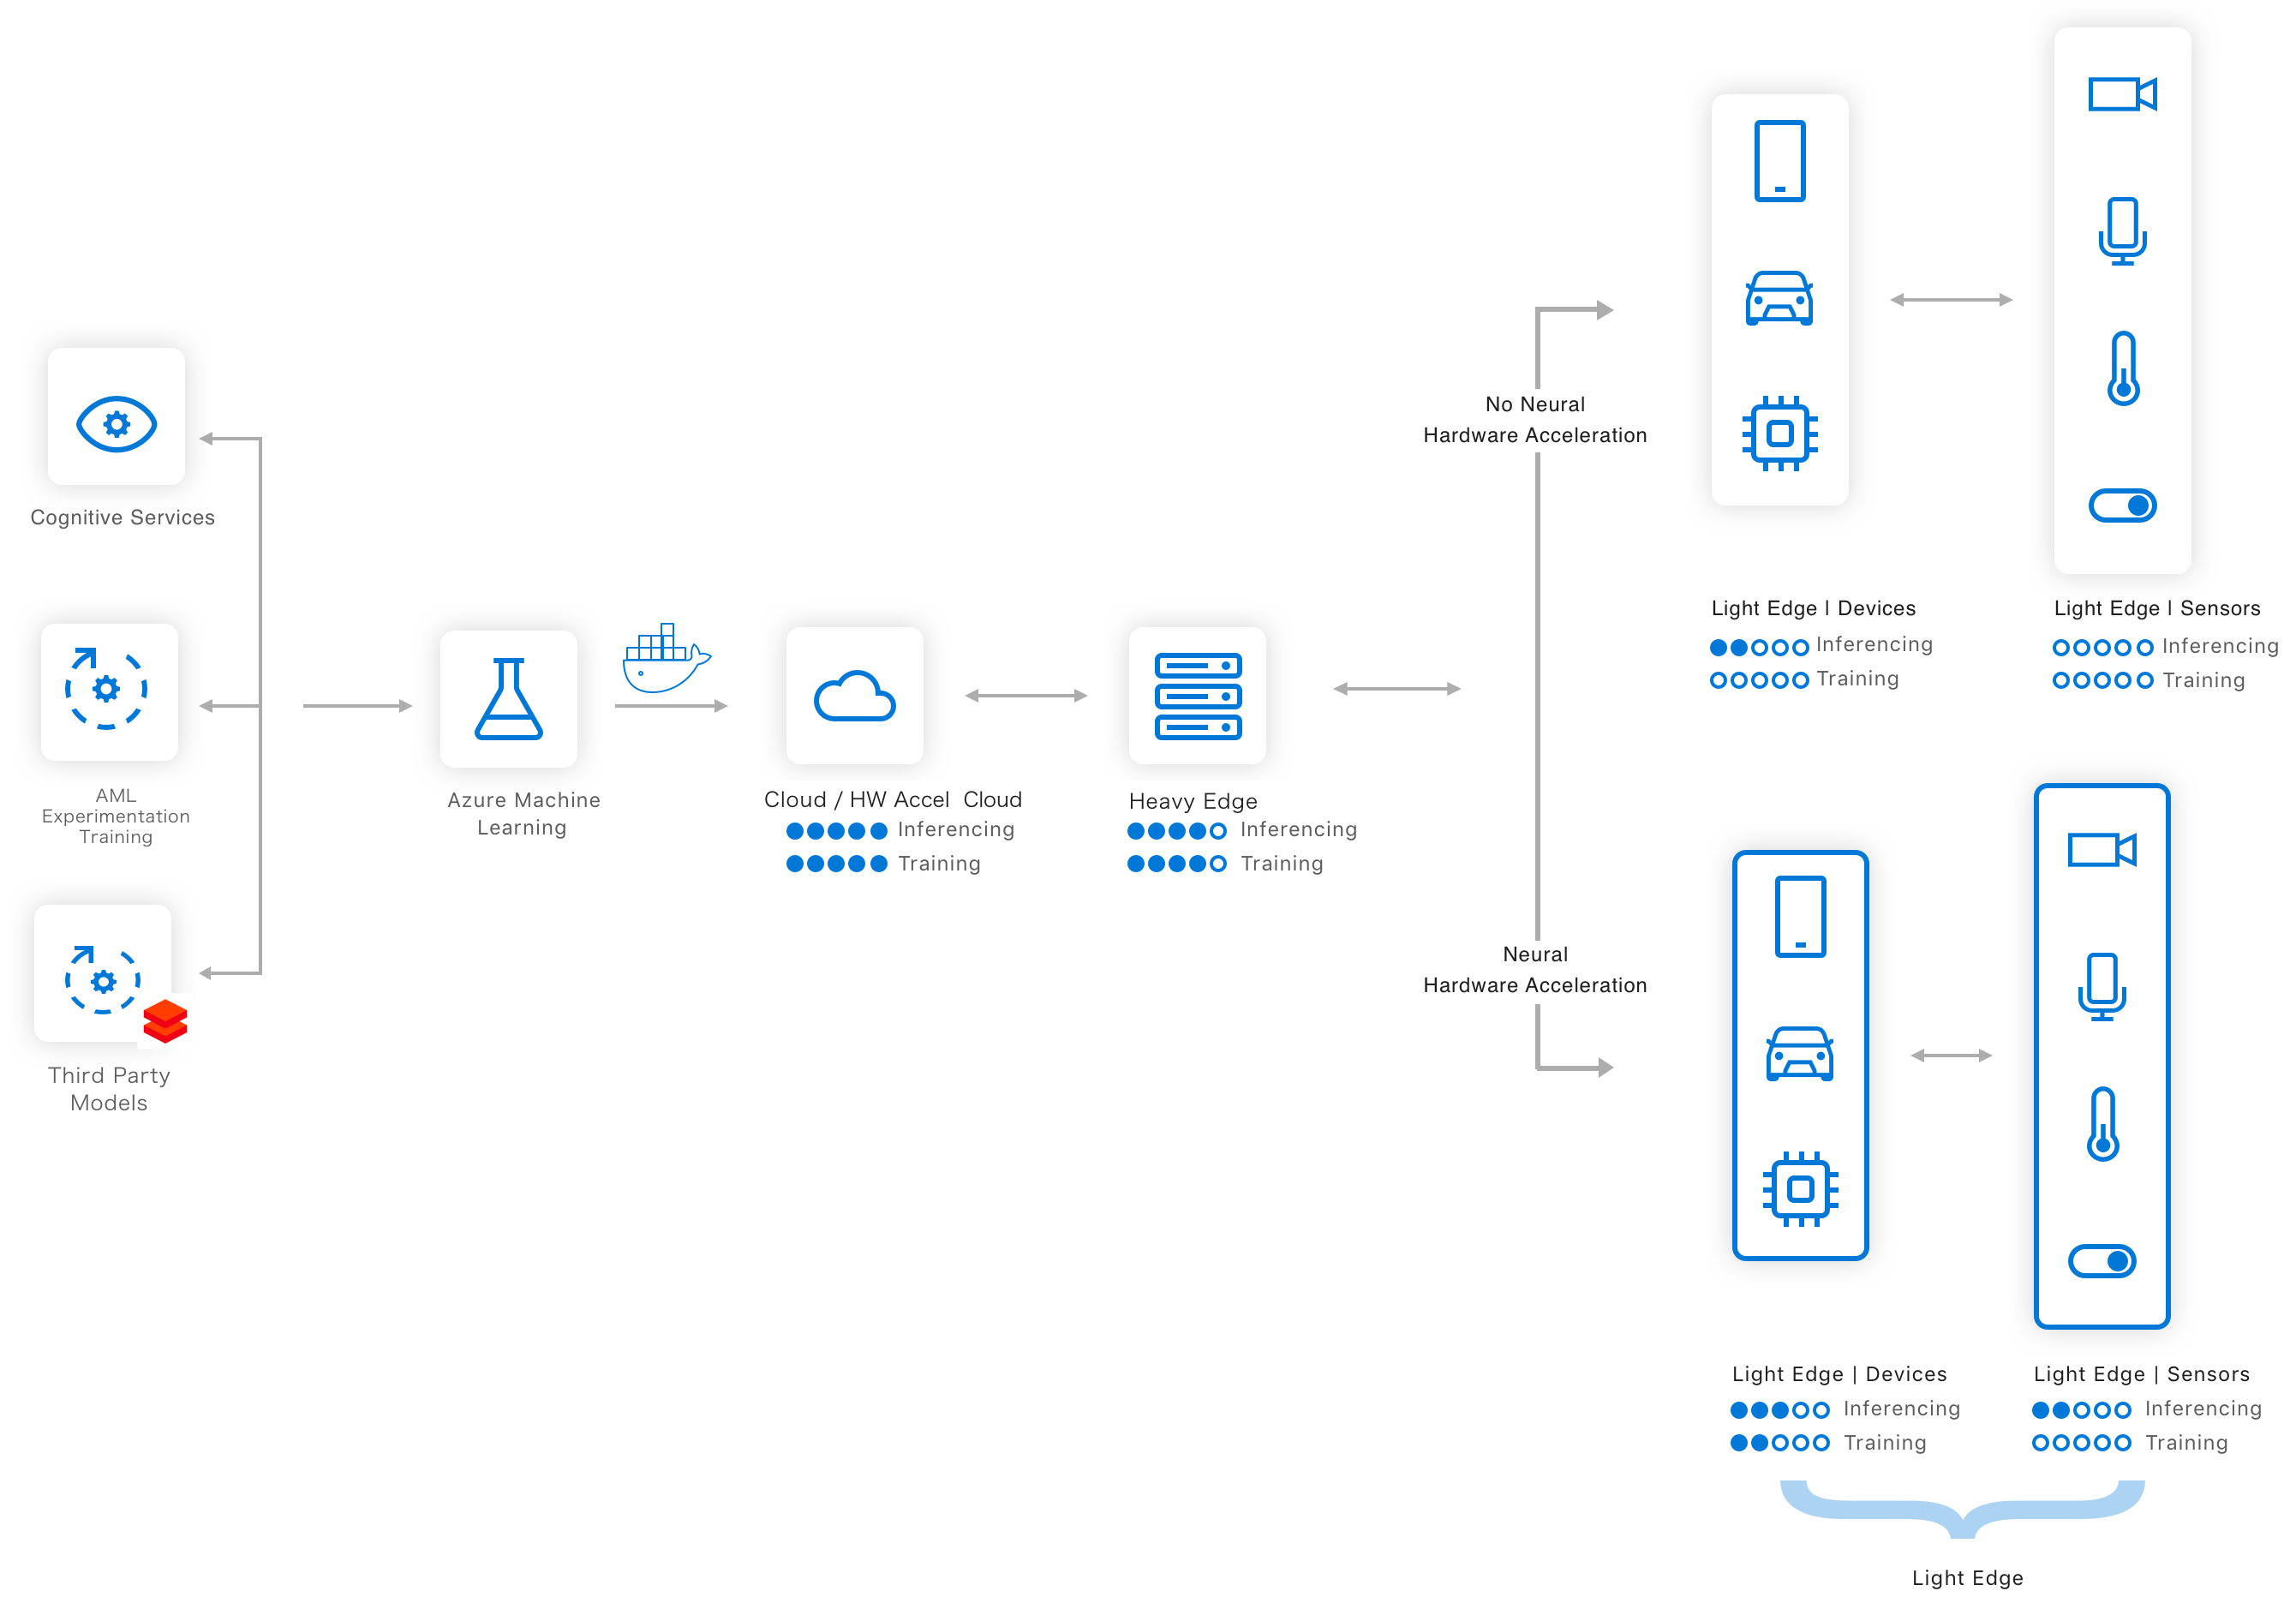 Cognitive Services
AML
Experimentation
Training
Third Party
Models
Azure Machine
Learning
Cloud / HW Accel Cloud
Inferencing
Training
Heavy Edge
Inferencing
Training
No Neural
Hardware Acceleration
Neural
Hardware Acceleration
Light Edge | Devices
Inferencing
Training
Light Edge | Sensors
Inferencing
Training
Light Edge | Devices
Inferencing
Training
Light Edge | Sensors
Inferencing
Training
Light Edge